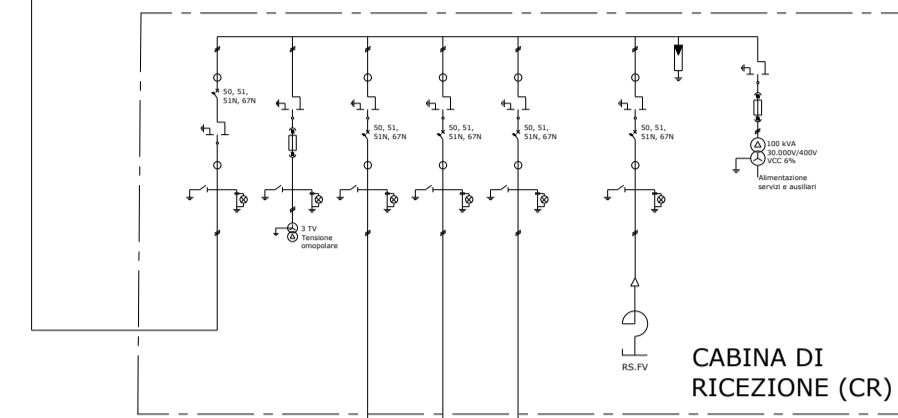 50, 51,
51N, 67N
50, 51,
51N, 67N
50, 51,
51N, 67N
50, 51,
51N, 67N
50, 51,
51N, 67N
100 kVA
30.000V/400V
VCC 6%
Alimentazione
servizi e ausiliari
3 TV
Tensione
omopolare
RS.FV
CABINA DI
RICEZIONE (CR)